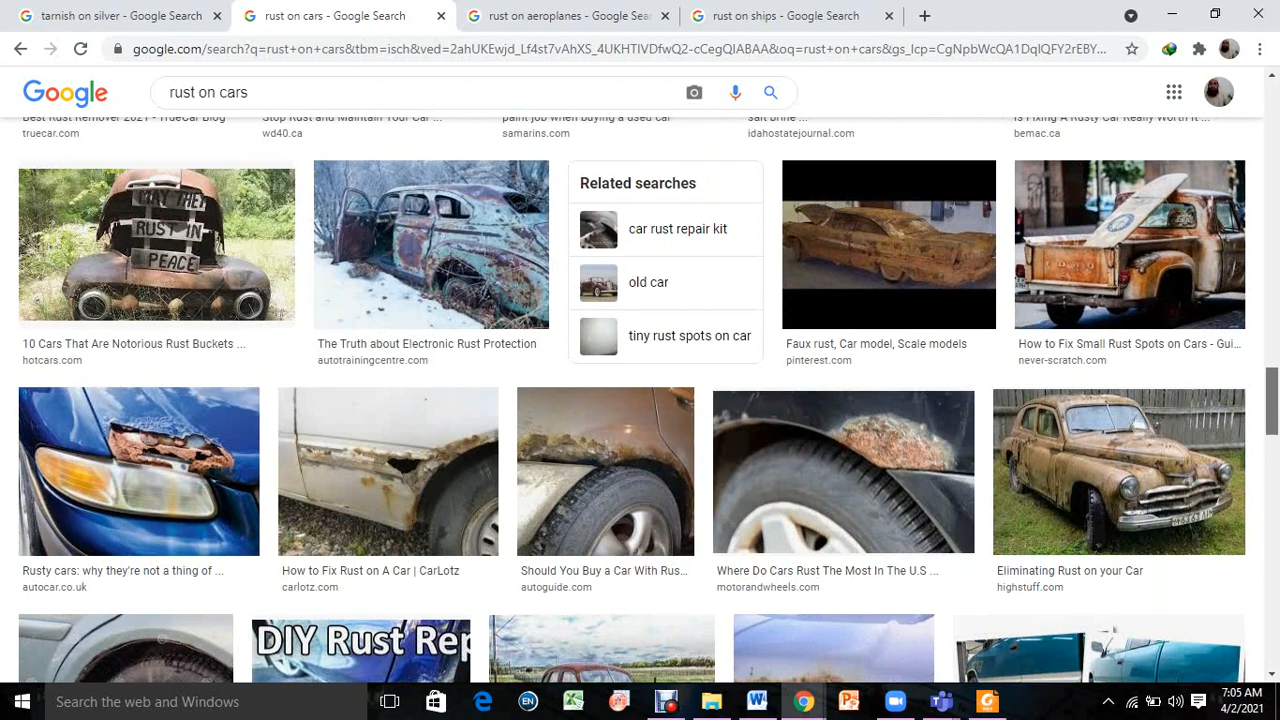 tarnish on silver - Google Search
rust on cars - Google Search
rust on aeroplanes - Google Search
rust on ships - Google Search
google.com/search?q=rust+on+cars&tbm=isch&ved=2ahUKEwjd_Lf4st7vAhXS_4UKHTIVDfwQ2-cCegQIABAA&oq=rust+on+cars&gs_lcp=CgNpbWcQA1DqlQFY2rEBY...
Google
rust on cars
Best Rust Remover 2021 - TrueCar Blog
Stop Rust and Maintain Your Car ...
paint job when buying a used car
salt brine ...
Is Fixing A Rusty Car Really Worth It ...
truecar.com
wd40.ca
samarins.com
idahostatejournal.com
bemac.ca
MAY THEY
RUST IN
PEACE
Related searches
car rust repair kit
old car
tiny rust spots on car
10 Cars That Are Notorious Rust Buckets ...
hotcars.com
The Truth about Electronic Rust Protection
autotrainingcentre.com
Faux rust, Car model, Scale models
pinterest.com
How to Fix Small Rust Spots on Cars - Gui...
never-scratch.com
Rusty cars: why they're not a thing of ...
autocar.co.uk
How to Fix Rust on A Car | CarLotz
carlotz.com
Should You Buy a Car With Rus...
autoguide.com
Where Do Cars Rust The Most In The U.S ...
motorandwheels.com
Eliminating Rust on your Car
highstuff.com
DIY Rust Rep
Search the web and Windows
EN
7:05 AM
4/2/2021